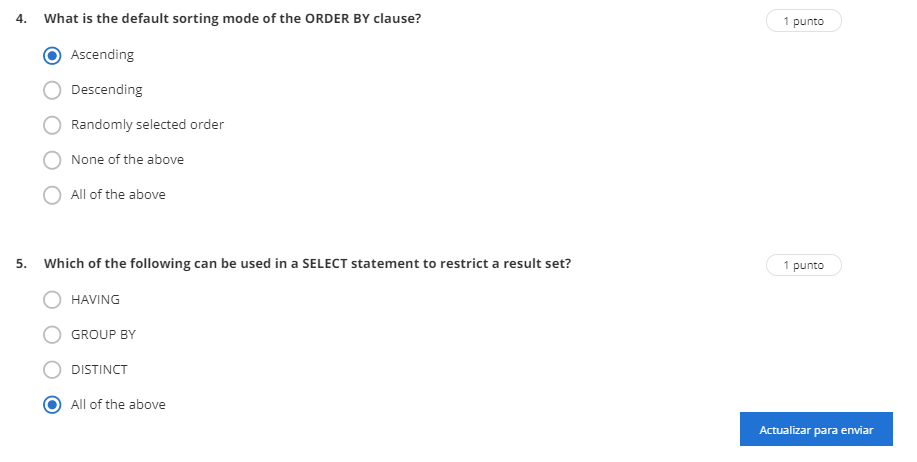 4. What is the default sorting mode of the ORDER BY clause?
1 punto
Ascending
Descending
Randomly selected order
None of the above
All of the above
5. Which of the following can be used in a SELECT statement to restrict a result set?
1 punto
HAVING
GROUP BY
DISTINCT
All of the above
Actualizar para enviar